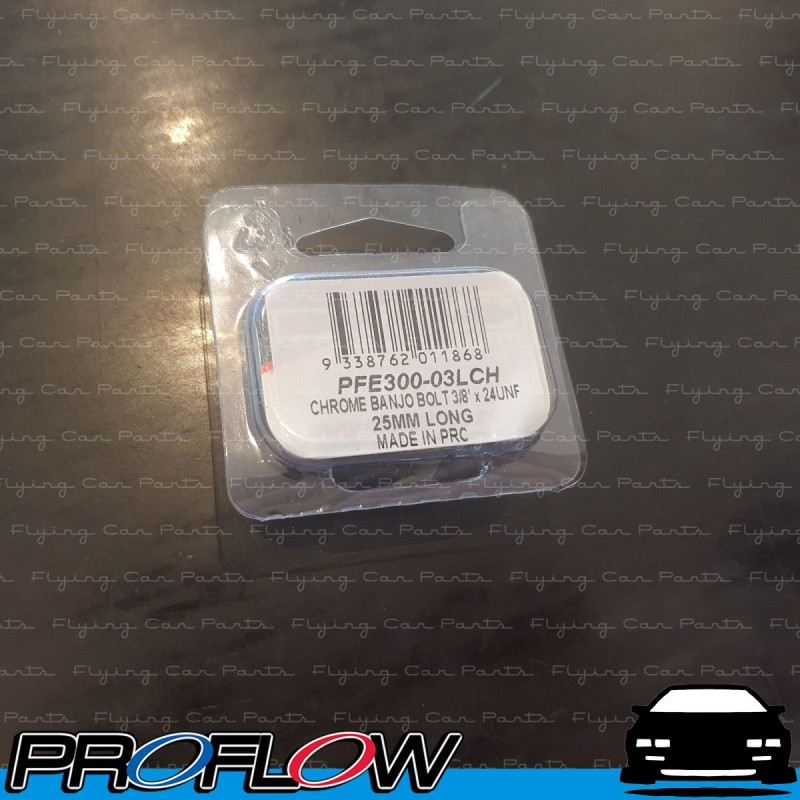 Flying Car Parts
9 338762 011868
PFE300-03LCH
CHROME BANJO BOLT 3/8' x 24UNF
25MM LONG
MADE IN PRC
PROFLOW